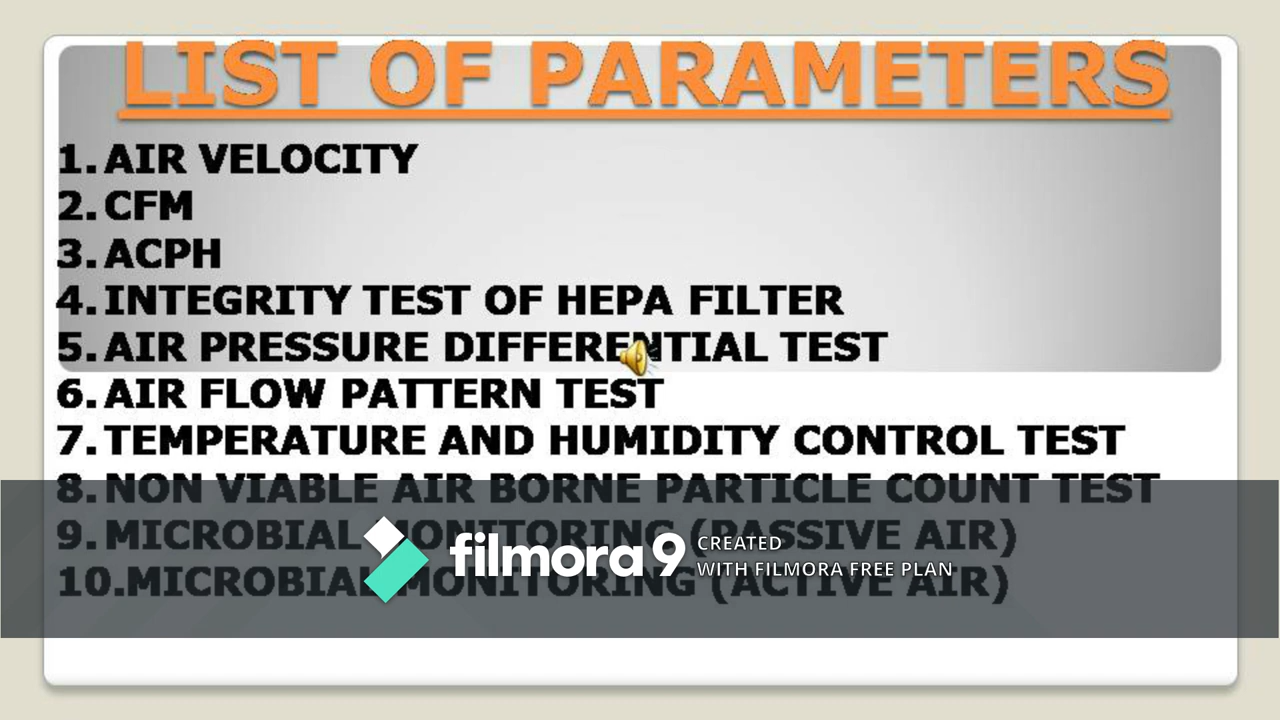 LIST OF PARAMETERS
1. AIR VELOCITY
2. CFM
3. ACPH
4. INTEGRITY TEST OF HEPA FILTER
5. AIR PRESSURE DIFFERENTIAL TEST
6. AIR FLOW PATTERN TEST
7. TEMPERATURE AND HUMIDITY CONTROL TEST
8. NON VIABLE AIR BORNE PARTICLE COUNT TEST
9. MICROBIAL MONITORING (PASSIVE AIR)
10.MICROBIAL MONITORING (ACTIVE AIR)
filmora9
CREATED
WITH FILMORA FREE PLAN